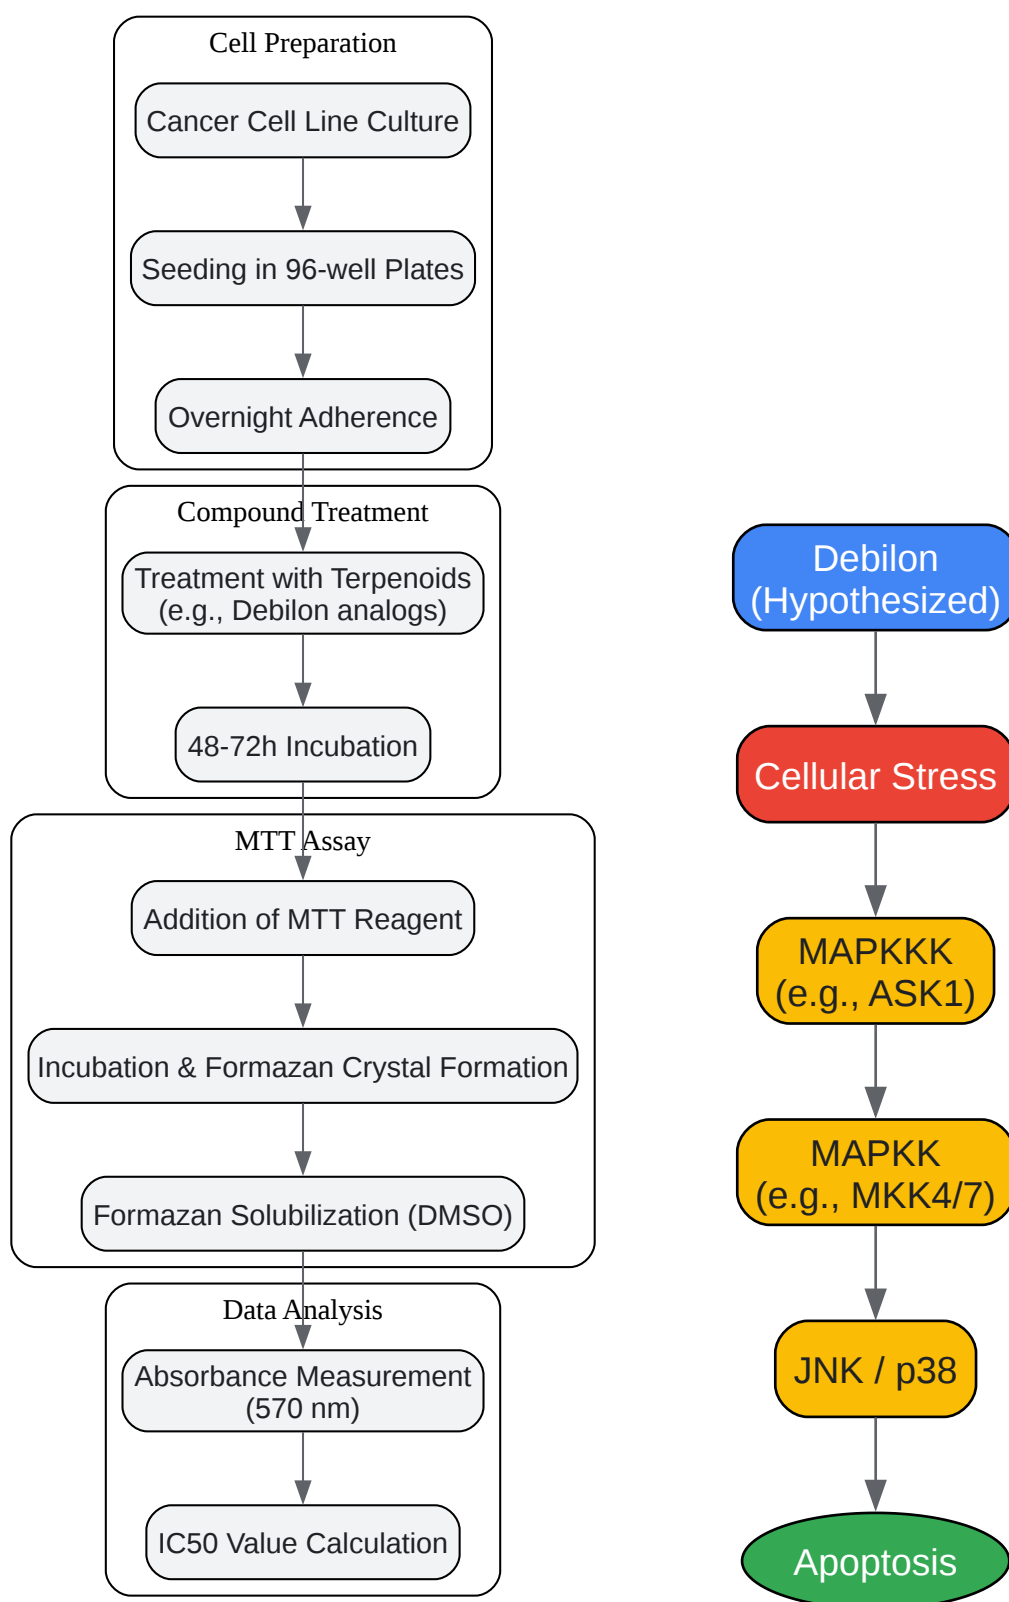 Cell Preparation
Cancer Cell Line Culture
Seeding in 96-well Plates
Overnight Adherence
Compound Treatment
Treatment with Terpenoids
(e.g., Debilon analogs)
48-72h Incubation
MTT Assay
Addition of MTT Reagent
Incubation & Formazan Crystal Formation
Formazan Solubilization (DMSO)
Data Analysis
Absorbance Measurement
(570 nm)
IC50 Value Calculation
Debilon
(Hypothesized)
Cellular Stress
MAPKKK
(e.g., ASK1)
MAPKK
(e.g., MKK4/7)
JNK / p38
Apoptosis